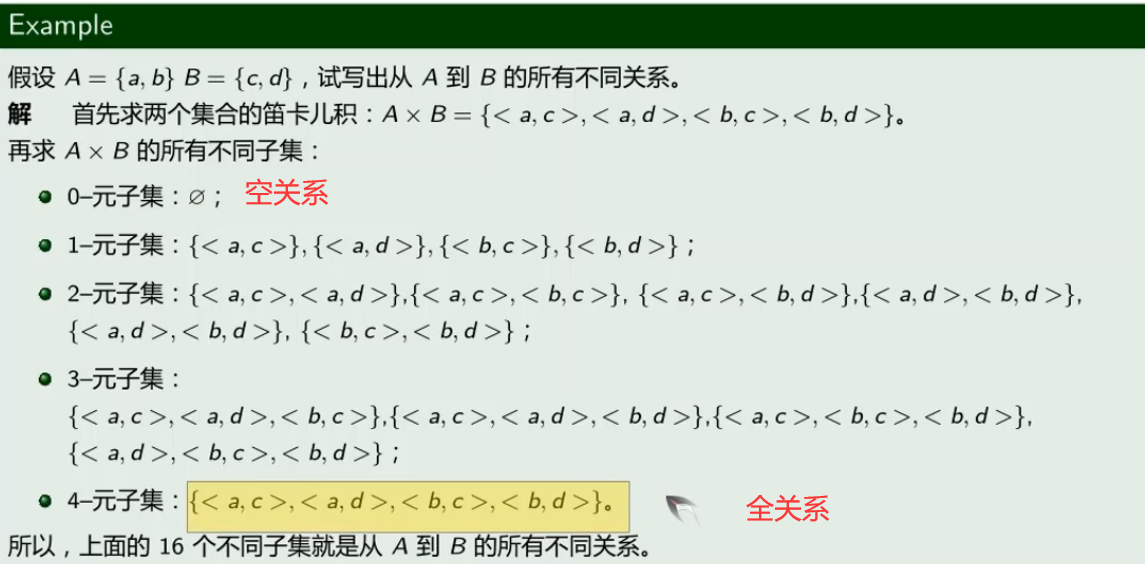 Example
假设 A = {a, b} B = {c, d}，试写出从 A 到 B 的所有不同关系。
解 首先求两个集合的笛卡儿积：A × B = {< a, c >, < a, d >, < b, c >, < b, d >}。
再求 A × B 的所有不同子集：
0–元子集：∅； 空关系
1–元子集：{< a, c >}, {< a, d >}, {< b, c >}, {< b, d >}；
2–元子集：{< a, c >, < a, d >},{< a, c >, < b, c >}, {< a, c >, < b, d >},{< a, d >, < b, d >},
{< a, d >, < b, d >}, {< b, c >, < b, d >}；
3–元子集：
{< a, c >, < a, d >, < b, c >},{< a, c >, < a, d >, < b, d >},{< a, c >, < b, c >, < b, d >},
{< a, d >, < b, c >, < b, d >}；
4–元子集：{< a, c >, < a, d >, < b, c >, < b, d >}。 全关系
所以，上面的 16 个不同子集就是从 A 到 B 的所有不同关系。